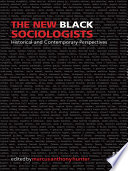 THE NEW BLACK
SOCIOLOGISTS
Historical and Contemporary Perspectives
edited by marcus anthony hunter